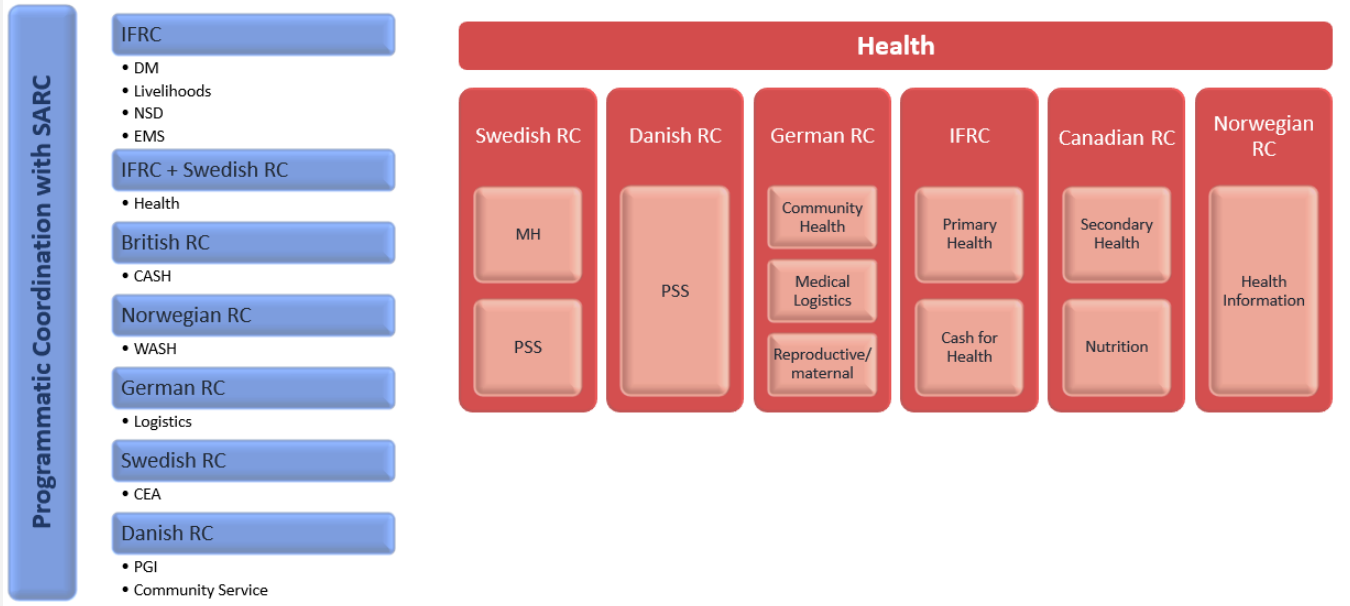 Programmatic Coordination with SARC
IFRC
• DM
• Livelihoods
• NSD
• EMS
IFRC + Swedish RC
• Health
British RC
• CASH
Norwegian RC
• WASH
German RC
• Logistics
Swedish RC
• CEA
Danish RC
• PGI
• Community Service
Health
Swedish RC
MH
PSS
Danish RC
PSS
German RC
Community
Health
Medical
Logistics
Reproductive/
maternal
IFRC
Primary
Health
Cash for
Health
Canadian RC
Secondary
Health
Nutrition
Norwegian
RC
Health
Information